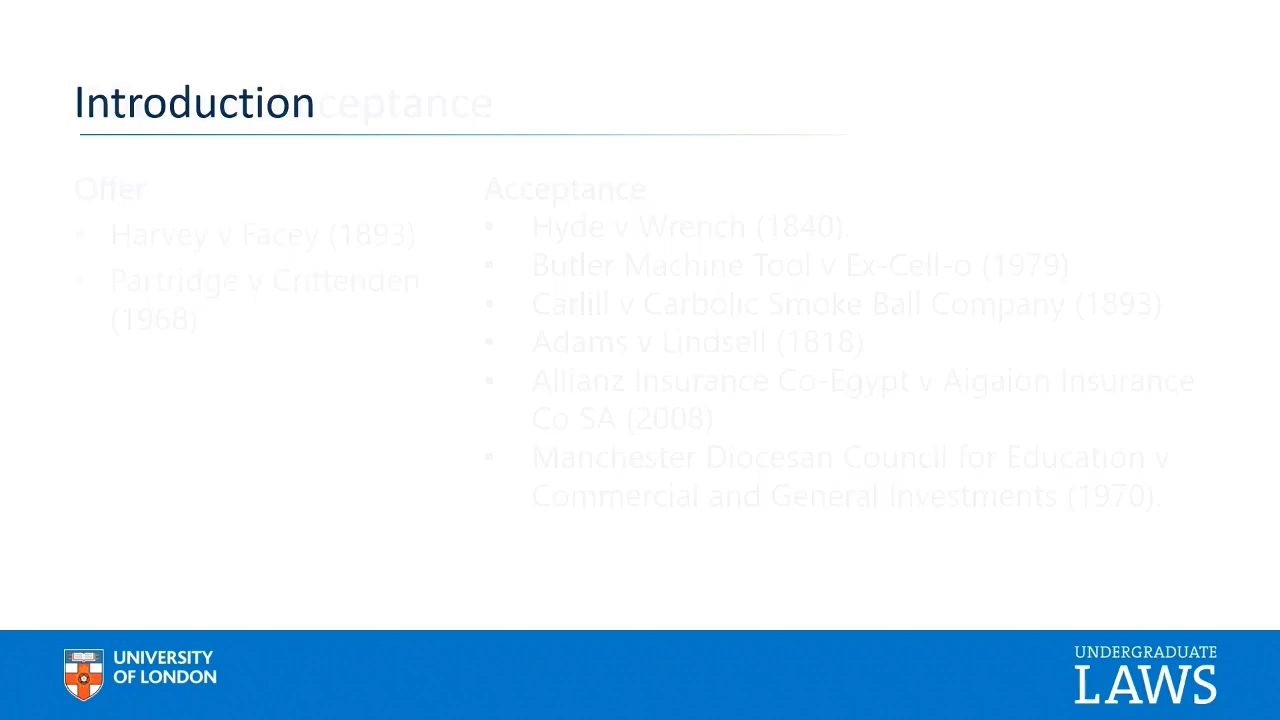 Introduction
ceptance
Offer
• Harvey v Facey (1893)
• Partridge v Crittenden
(1968)
Acceptance
• Hyde v Wrench (1840).
• Butler Machine Tool v Ex-Cell-o (1979)
• Carlill v Carbolic Smoke Ball Company (1893)
• Adams v Lindsell (1818)
• Allianz Insurance Co-Egypt v Aigaion Insurance
Co SA (2008)
• Manchester Diocesan Council for Education v
Commercial and General Investments (1970).
UNIVERSITY
OF LONDON
UNDERGRADUATE
LAWS